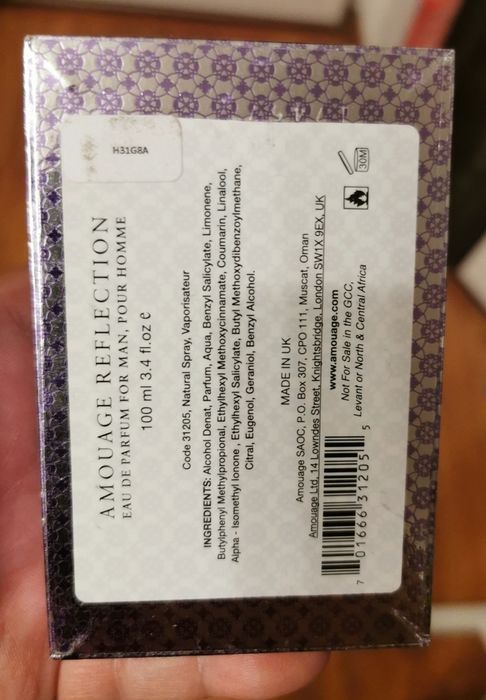 H31G8A
AMOUAGE REFLECTION
EAU DE PARFUM FOR MAN, POUR HOMME
100 ml 3.4 fl.oz e
Code 31205, Natural Spray, Vaporisateur
INGREDIENTS: Alcohol Denat, Parfum, Aqua, Benzyl Salicylate, Limonene,
Butylphenyl Methylpropional, Ethylhexyl Methoxycinnamate, Coumarin, Linalool,
Alpha - Isomethyl Ionone, Ethylhexyl Salicylate, Butyl Methoxydibenzoylmethane,
Citral, Eugenol, Geraniol, Benzyl Alcohol.
MADE IN UK
Amouage SAOC, P.O. Box 307, CPO 111, Muscat, Oman
Amouage Ltd, 14 Lowndes Street, Knightsbridge, London SW1X 9EX, UK
www.amouage.com
Not For Sale in the GCC,
Levant or North & Central Africa
7 01666 31205 5
30M